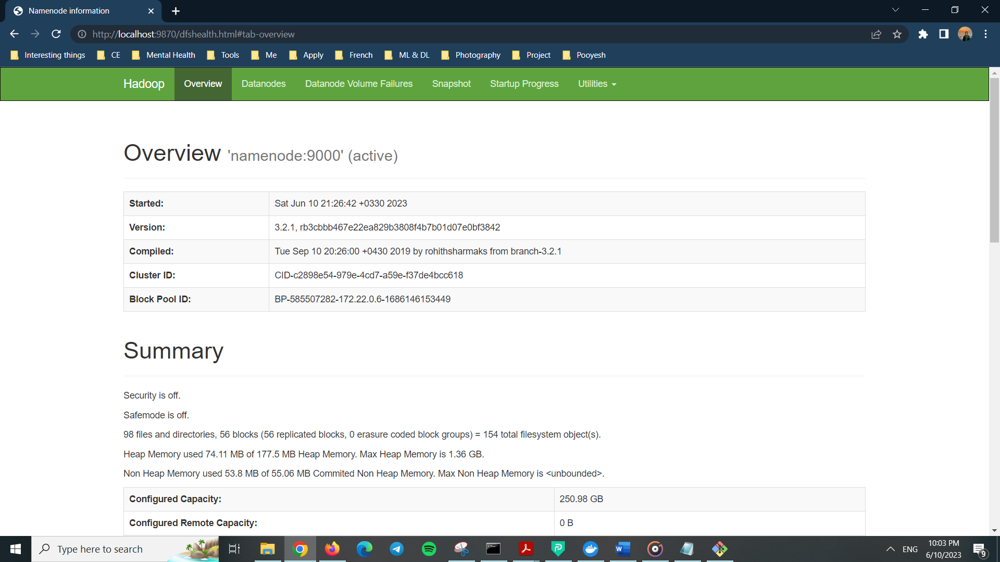 Namenode information
http://localhost:9870/dfshealth.html#tab-overview
Interesting things CE Mental Health Tools Me Apply French ML & DL Photography Project Pooyesh
Hadoop Overview Datanodes Datanode Volume Failures Snapshot Startup Progress Utilities
Overview 'namenode:9000' (active)
Started: Sat Jun 10 21:26:42 +0330 2023
Version: 3.2.1, rb3cbbb467e22ea829b3808f4b7b01d07e0bf3842
Compiled: Tue Sep 10 20:26:00 +0430 2019 by rohithsharmaks from branch-3.2.1
Cluster ID: CID-c2898e54-979e-4cd7-a59e-f37de4bcc618
Block Pool ID: BP-585507282-172.22.0.6-1686146153449
Summary
Security is off.
Safemode is off.
98 files and directories, 56 blocks (56 replicated blocks, 0 erasure coded block groups) = 154 total filesystem object(s).
Heap Memory used 74.11 MB of 177.5 MB Heap Memory. Max Heap Memory is 1.36 GB.
Non Heap Memory used 53.8 MB of 55.06 MB Commited Non Heap Memory. Max Non Heap Memory is <unbounded>.
Configured Capacity: 250.98 GB
Configured Remote Capacity: 0 B
Type here to search
ENG
10:03 PM
6/10/2023
9